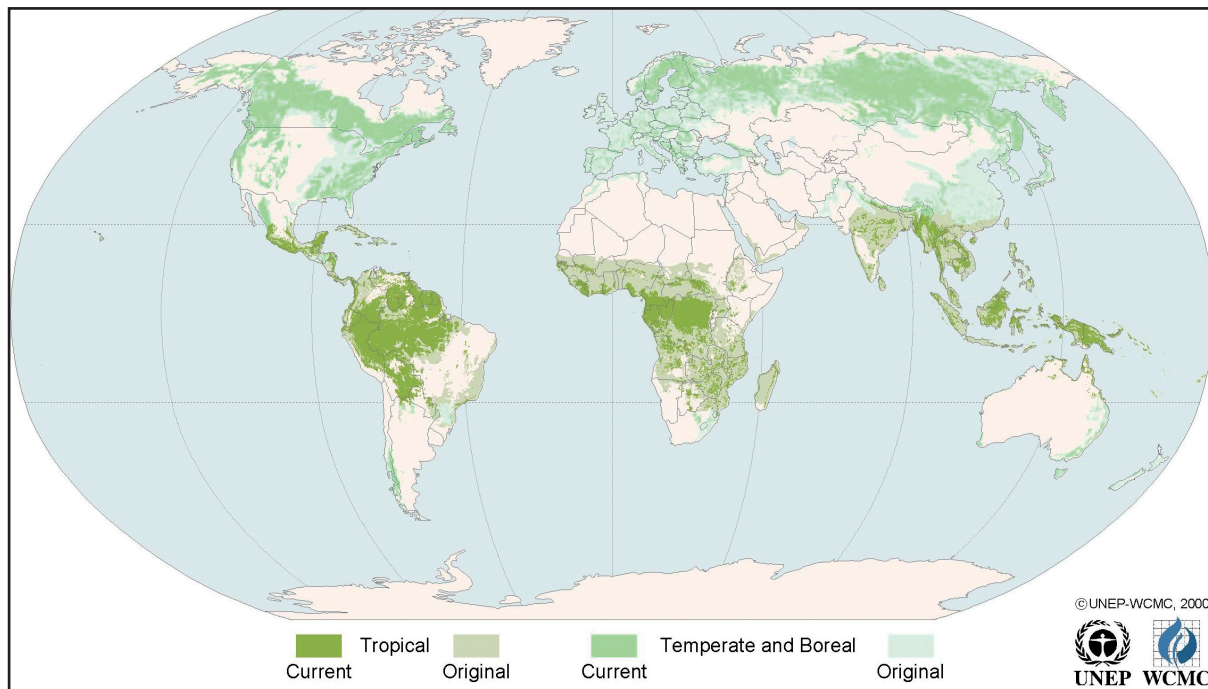 ©UNEP-WCMC, 2000
Tropical
Current
Original
Temperate and Boreal
Current
Original
UNEP WCMC